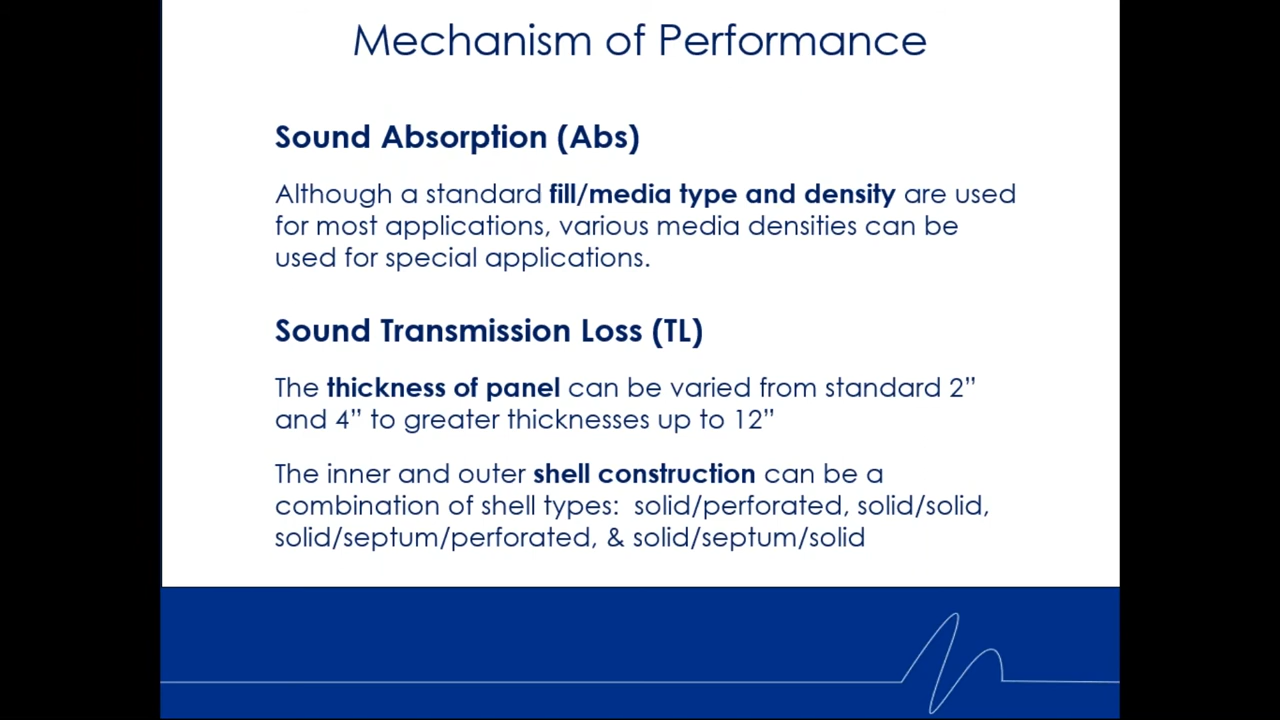 Mechanism of Performance
Sound Absorption (Abs)
Although a standard fill/media type and density are used
for most applications, various media densities can be
used for special applications.
Sound Transmission Loss (TL)
The thickness of panel can be varied from standard 2”
and 4” to greater thicknesses up to 12”
The inner and outer shell construction can be a
combination of shell types:  solid/perforated, solid/solid,
solid/septum/perforated, & solid/septum/solid